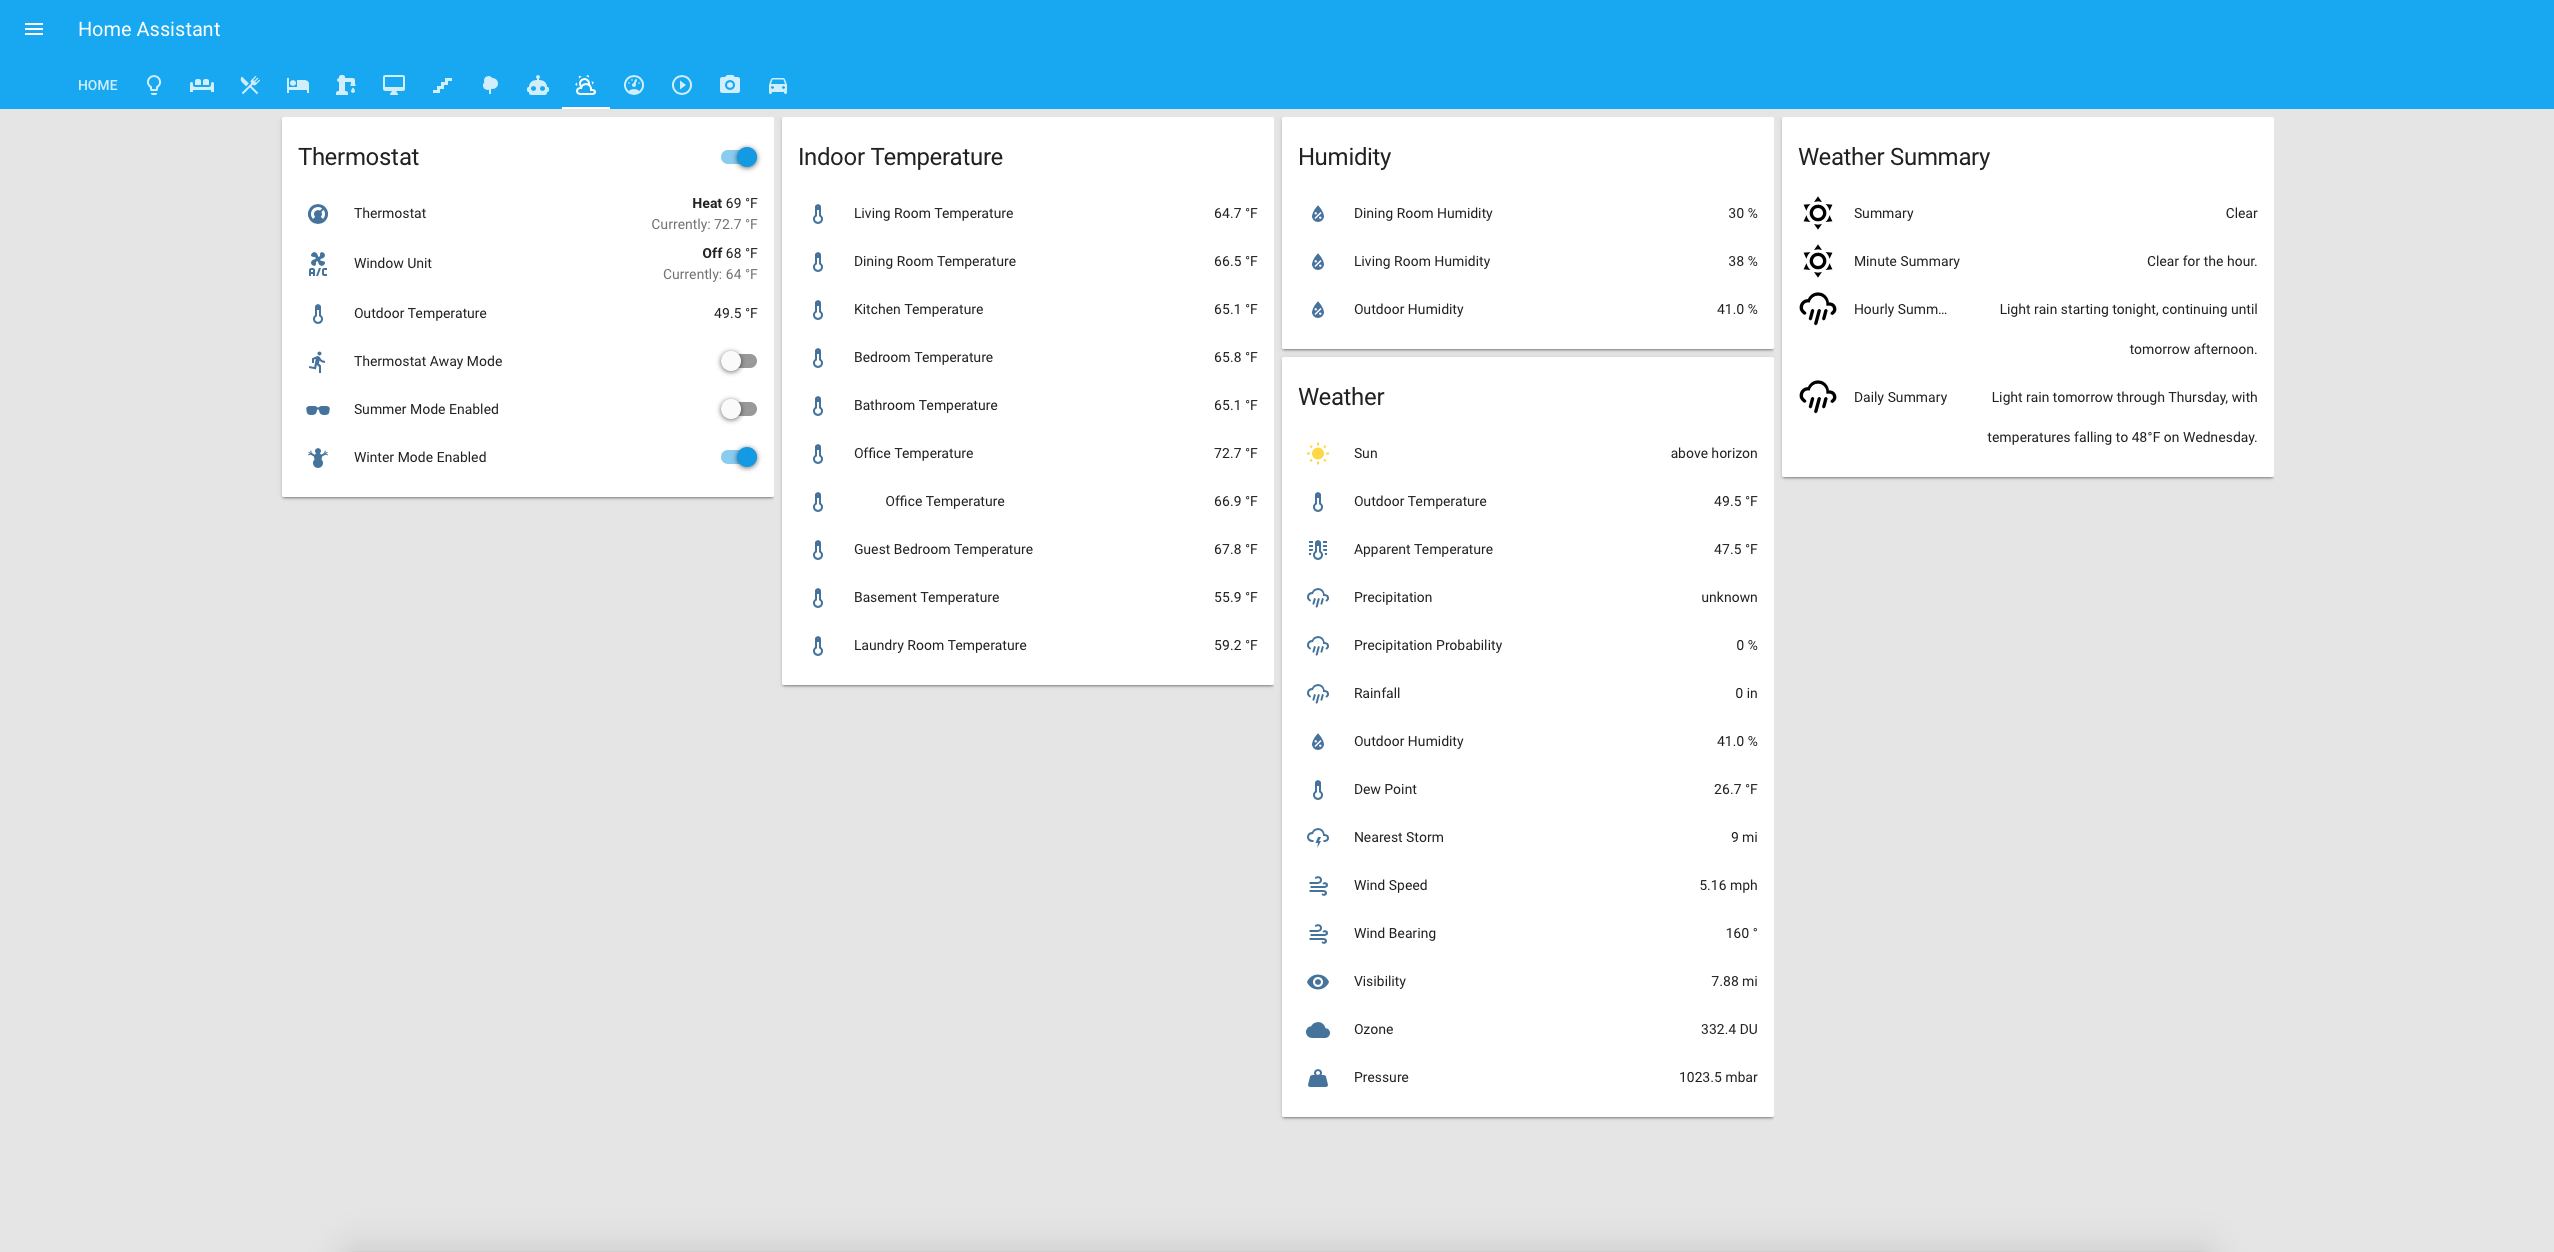 Home Assistant
HOME
Thermostat
Thermostat
Heat 69 °F
Currently: 72.7 °F
A/C
Window Unit
Off 68 °F
Currently: 64 °F
Outdoor Temperature
49.5 °F
Thermostat Away Mode
Summer Mode Enabled
Winter Mode Enabled
Indoor Temperature
Living Room Temperature
64.7 °F
Dining Room Temperature
66.5 °F
Kitchen Temperature
65.1 °F
Bedroom Temperature
65.8 °F
Bathroom Temperature
65.1 °F
Office Temperature
72.7 °F
Office Temperature
66.9 °F
Guest Bedroom Temperature
67.8 °F
Basement Temperature
55.9 °F
Laundry Room Temperature
59.2 °F
Humidity
Dining Room Humidity
30 %
Living Room Humidity
38 %
Outdoor Humidity
41.0 %
Weather
Sun
above horizon
Outdoor Temperature
49.5 °F
Apparent Temperature
47.5 °F
Precipitation
unknown
Precipitation Probability
0 %
Rainfall
0 in
Outdoor Humidity
41.0 %
Dew Point
26.7 °F
Nearest Storm
9 mi
Wind Speed
5.16 mph
Wind Bearing
160 °
Visibility
7.88 mi
Ozone
332.4 DU
Pressure
1023.5 mbar
Weather Summary
Summary
Clear
Minute Summary
Clear for the hour.
Hourly Summ...
Light rain starting tonight, continuing until
tomorrow afternoon.
Daily Summary
Light rain tomorrow through Thursday, with
temperatures falling to 48°F on Wednesday.